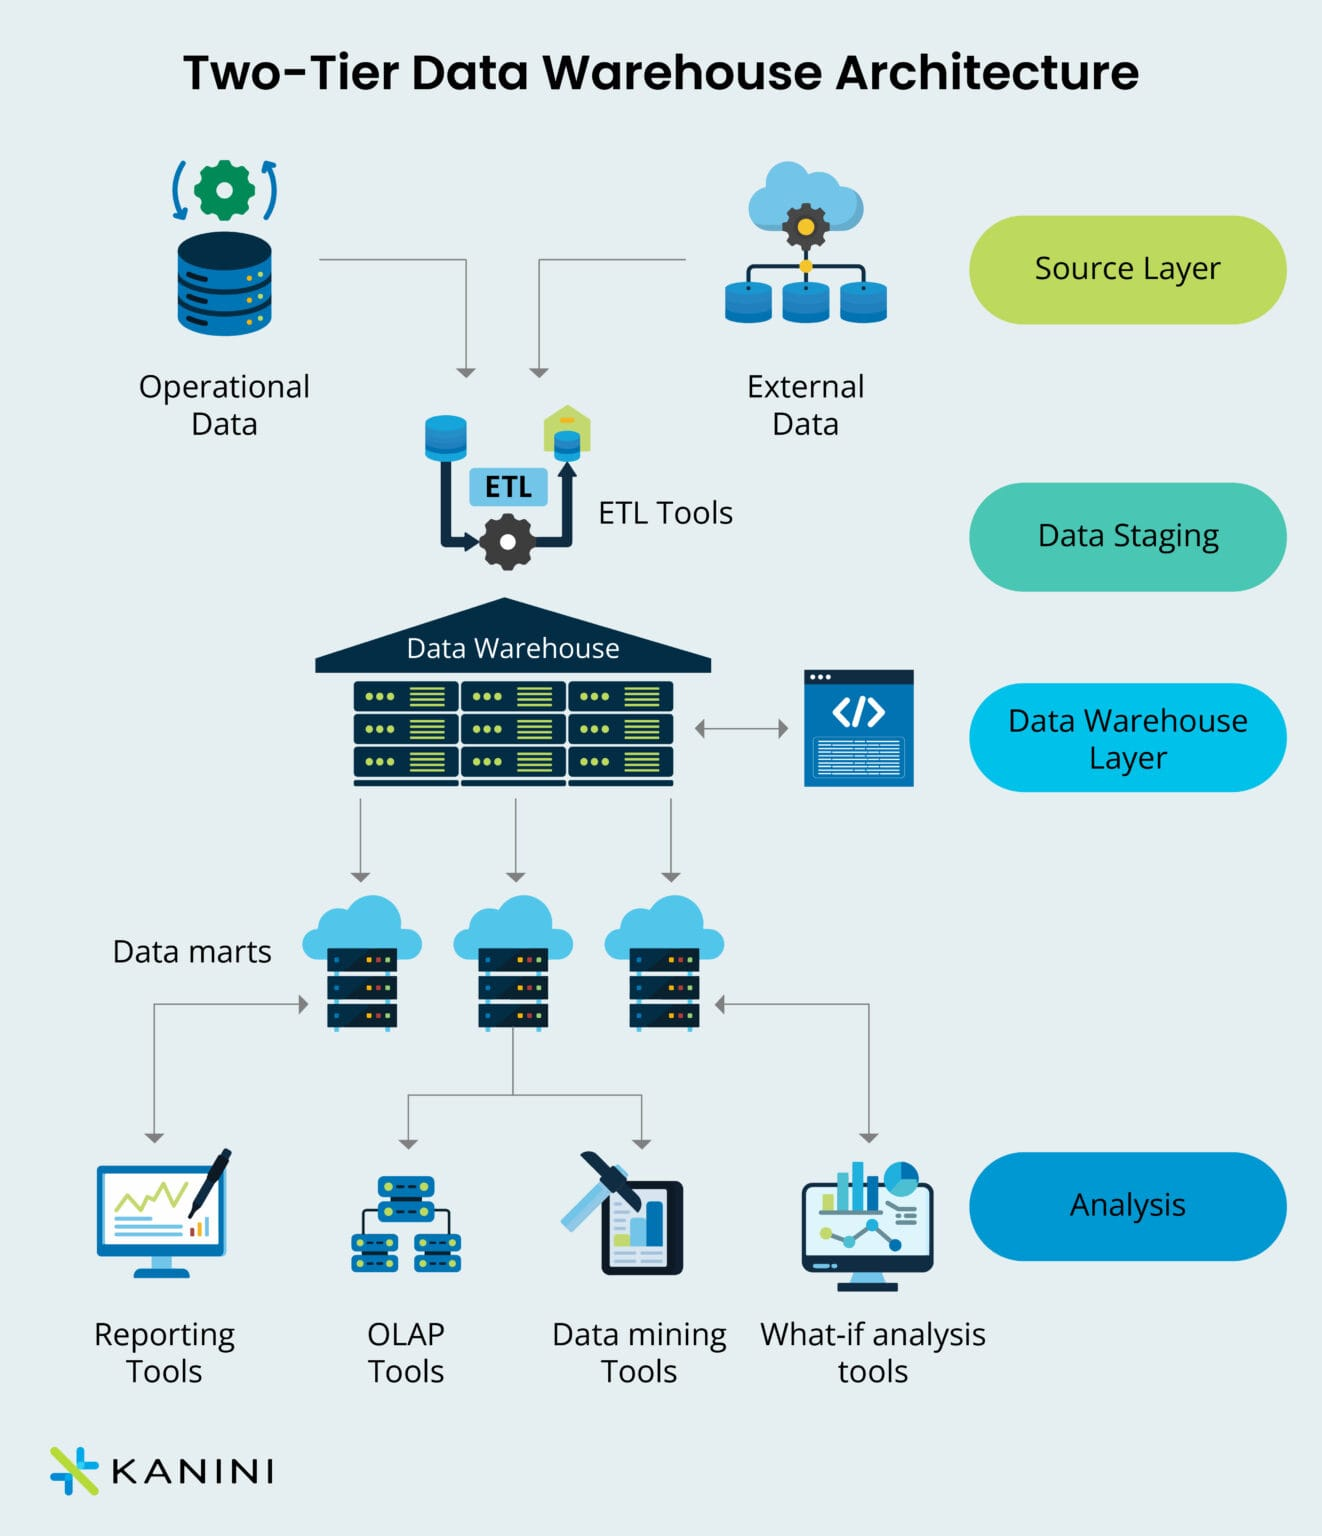 Two-Tier Data Warehouse Architecture
Operational
Data
External
Data
Source Layer
ETL
ETL Tools
Data Staging
Data Warehouse
</>
Data Warehouse
Layer
Data marts
Analysis
Reporting
Tools
OLAP
Tools
Data mining
Tools
What-if analysis
tools
KANINI